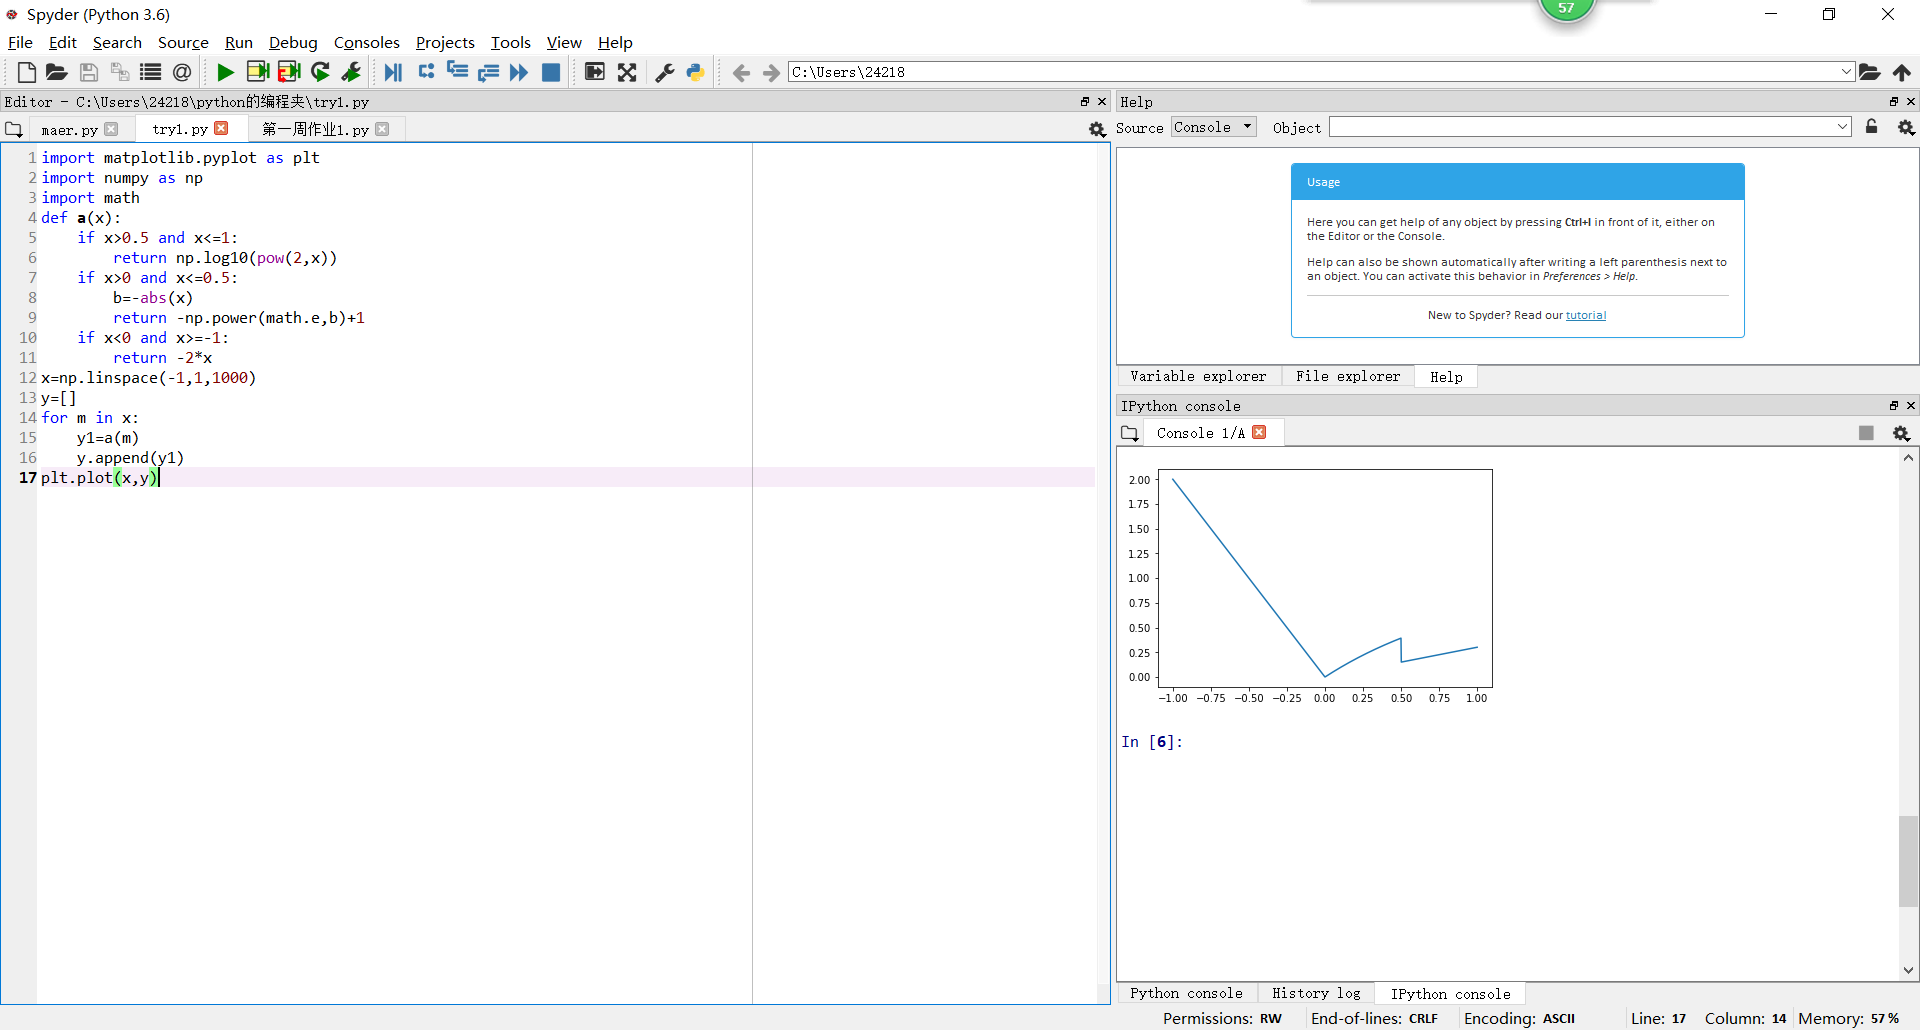 Spyder (Python 3.6)
57
File Edit Search Source Run Debug Consoles Projects Tools View Help
C:\Users\24218
Editor - C:\Users\24218\python的编程夹\try1.py
maer.py try1.py 第一周作业1.py
1 import matplotlib.pyplot as plt
2 import numpy as np
3 import math
4 def a(x):
5     if x>0.5 and x<=1:
6         return np.log10(pow(2,x))
7     if x>0 and x<=0.5:
8         b=-abs(x)
9         return -np.power(math.e,b)+1
10     if x<0 and x>=-1:
11         return -2*x
12 x=np.linspace(-1,1,1000)
13 y=[]
14 for m in x:
15     y1=a(m)
16     y.append(y1)
17 plt.plot(x,y)
Help
Source Console Object
Usage
Here you can get help of any object by pressing Ctrl+I in front of it, either on
the Editor or the Console.
Help can also be shown automatically after writing a left parenthesis next to
an object. You can activate this behavior in Preferences > Help.
New to Spyder? Read our tutorial
Variable explorer File explorer Help
IPython console
Console 1/A
2.00
1.75
1.50
1.25
1.00
0.75
0.50
0.25
0.00
−1.00 −0.75 −0.50 −0.25 0.00 0.25 0.50 0.75 1.00
In [6]:
Python console History log IPython console
Permissions: RW End-of-lines: CRLF Encoding: ASCII Line: 17 Column: 14 Memory: 57 %